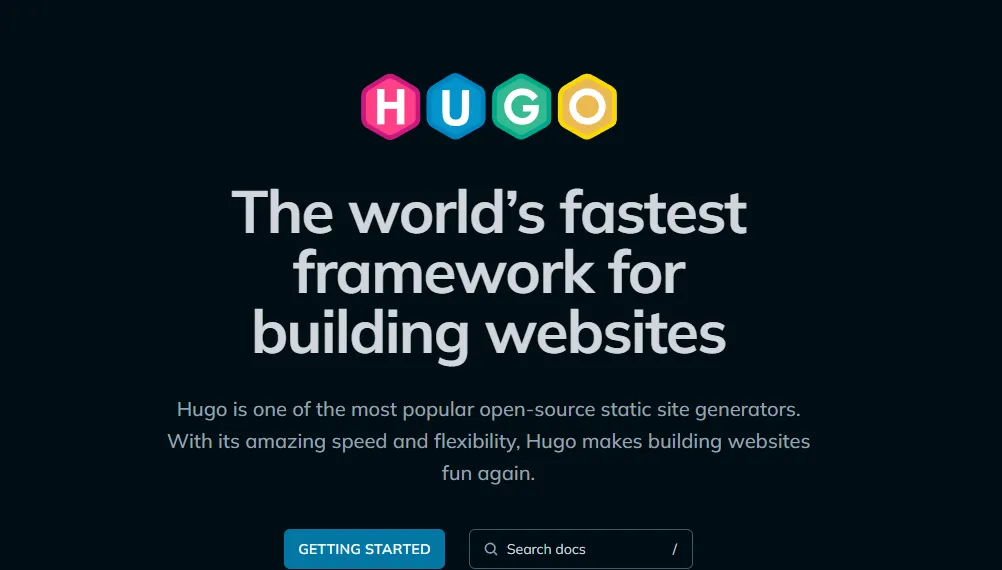 HUGO
The world’s fastest
framework for
building websites
Hugo is one of the most popular open-source static site generators.
With its amazing speed and flexibility, Hugo makes building websites
fun again.
GETTING STARTED
Search docs /